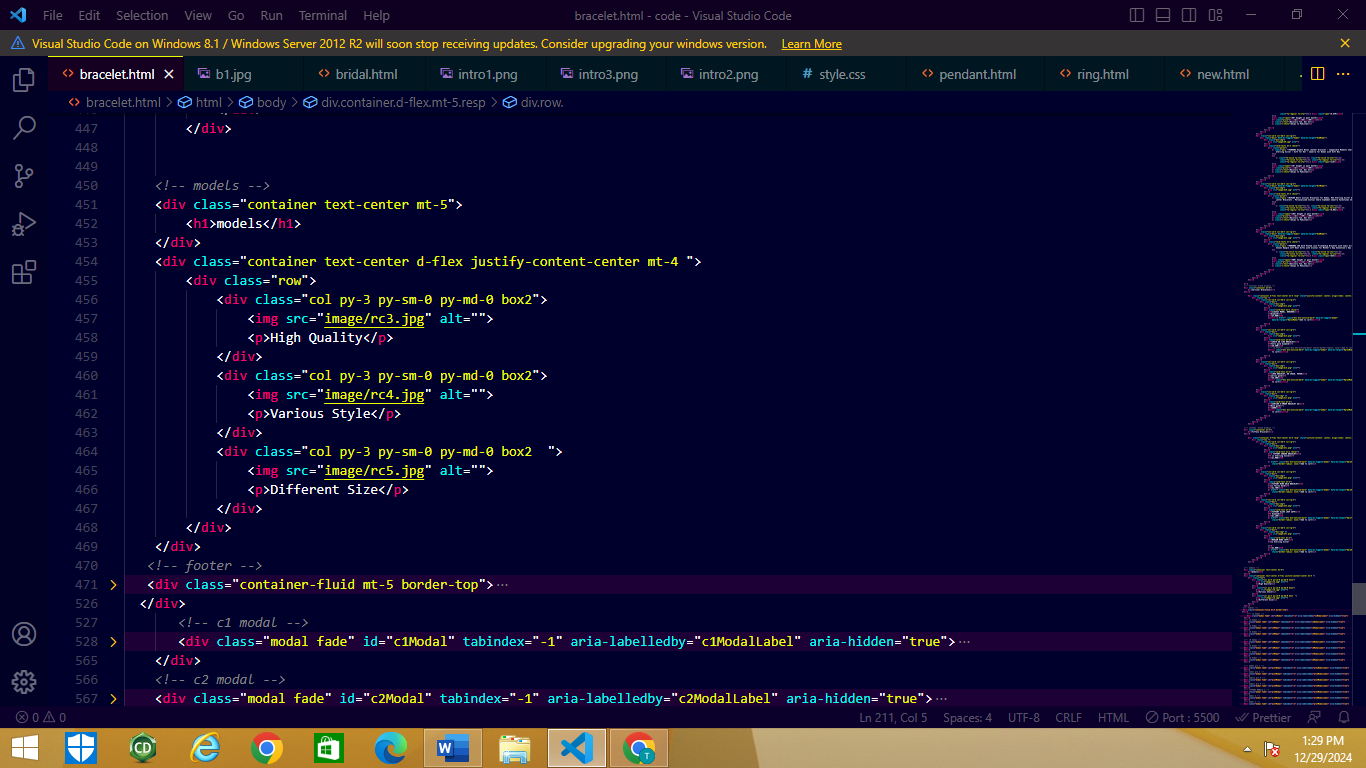 File Edit Selection View Go Run Terminal Help bracelet.html - code - Visual Studio Code
Visual Studio Code on Windows 8.1 / Windows Server 2012 R2 will soon stop receiving updates. Consider upgrading your windows version. Learn More
bracelet.html b1.jpg bridal.html intro1.png intro3.png intro2.png # style.css pendant.html ring.html new.html
bracelet.html > html > body > div.container.d-flex.mt-5.resp > div.row.
447 </div>
448
449
450 <!-- models -->
451 <div class="container text-center mt-5">
452 <h1>models</h1>
453 </div>
454 <div class="container text-center d-flex justify-content-center mt-4 ">
455 <div class="row">
456 <div class="col py-3 py-sm-0 py-md-0 box2">
457 <img src="image/rc3.jpg" alt="">
458 <p>High Quality</p>
459 </div>
460 <div class="col py-3 py-sm-0 py-md-0 box2">
461 <img src="image/rc4.jpg" alt="">
462 <p>Various Style</p>
463 </div>
464 <div class="col py-3 py-sm-0 py-md-0 box2  ">
465 <img src="image/rc5.jpg" alt="">
466 <p>Different Size</p>
467 </div>
468 </div>
469 </div>
470 <!-- footer -->
471 <div class="container-fluid mt-5 border-top">···
526 </div>
527 <!-- c1 modal -->
528 <div class="modal fade" id="c1Modal" tabindex="-1" aria-labelledby="c1ModalLabel" aria-hidden="true">···
565 </div>
566 <!-- c2 modal -->
567 <div class="modal fade" id="c2Modal" tabindex="-1" aria-labelledby="c2ModalLabel" aria-hidden="true">···
0 0 Ln 211, Col 5 Spaces: 4 UTF-8 CRLF HTML Port : 5500 Prettier
CD W T
1:29 PM
12/29/2024